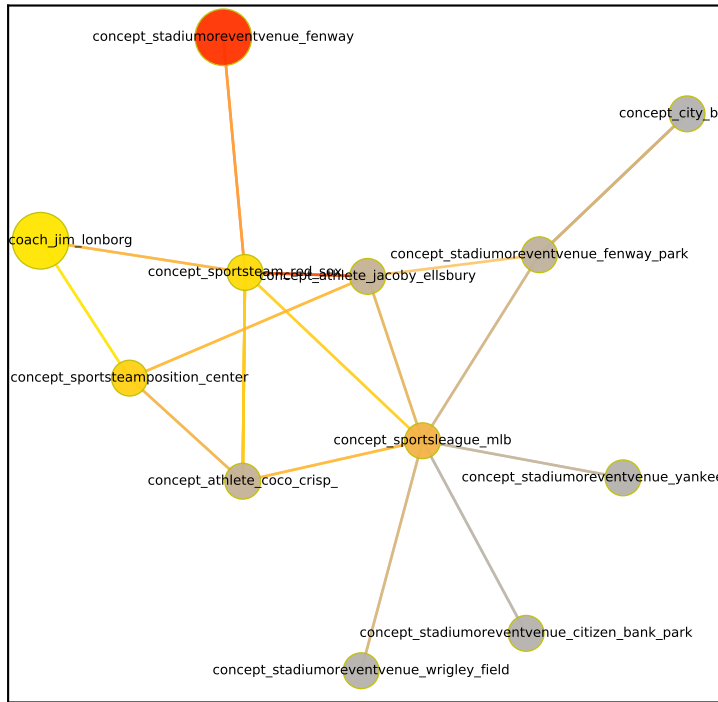 concept_stadiumoreventvenue_fenway
concept_city_b
coach_jim_lonborg
concept_stadiumoreventvenue_fenway_park
concept_sportsteam_red_sox
concept_athlete_jacoby_ellsbury
concept_sportsteamposition_center
concept_sportsleague_mlb
concept_athlete_coco_crisp_
concept_stadiumoreventvenue_yankee
concept_stadiumoreventvenue_citizen_bank_park
concept_stadiumoreventvenue_wrigley_field